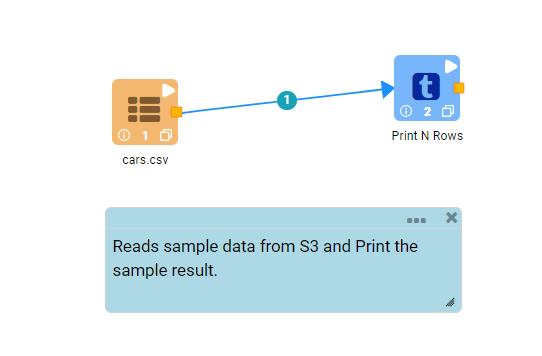 1
t
2
1
Print N Rows
cars.csv
Reads sample data from S3 and Print the
sample result.